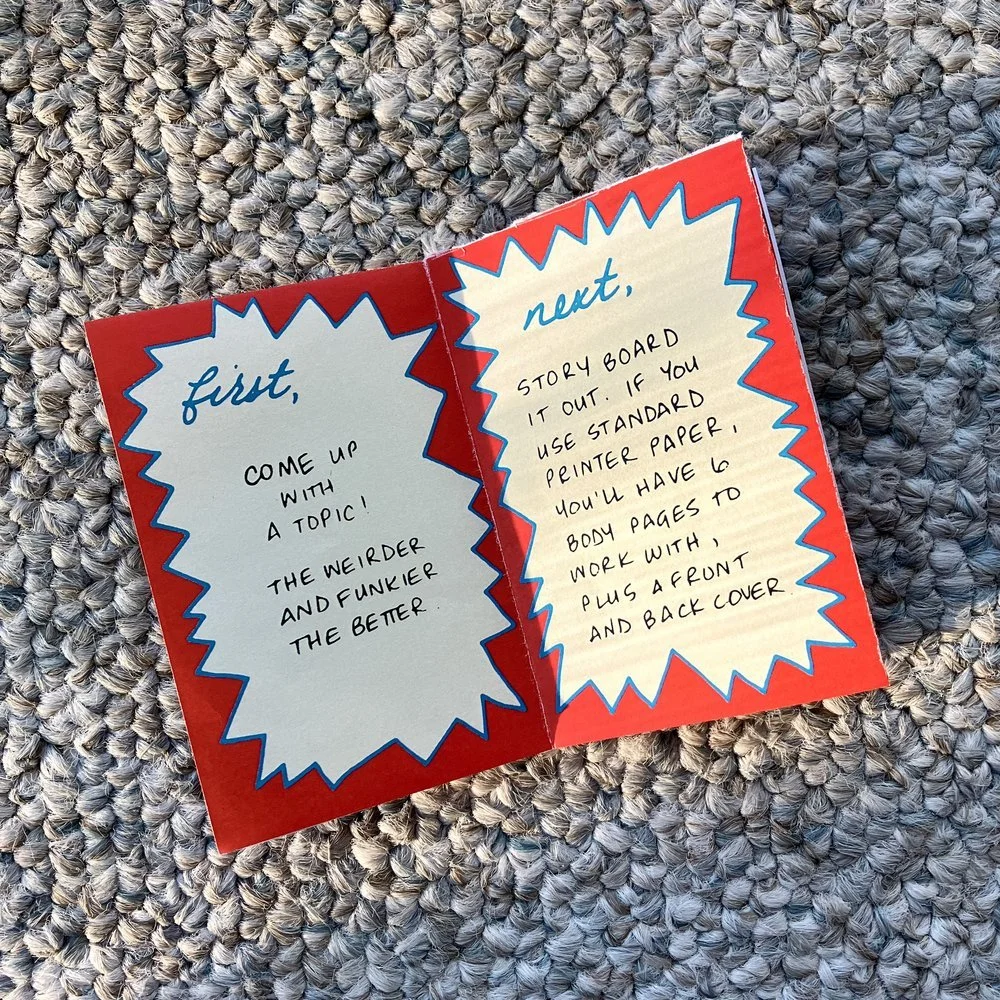 first,
COME UP
WITH
A TOPIC!
THE WEIRDER
AND FUNKIER
THE BETTER.
next,
STORY BOARD
IT OUT. IF YOU
USE STANDARD
PRINTER PAPER,
YOU'LL HAVE 6
BODY PAGES TO
WORK WITH,
PLUS A FRONT
AND BACK COVER.